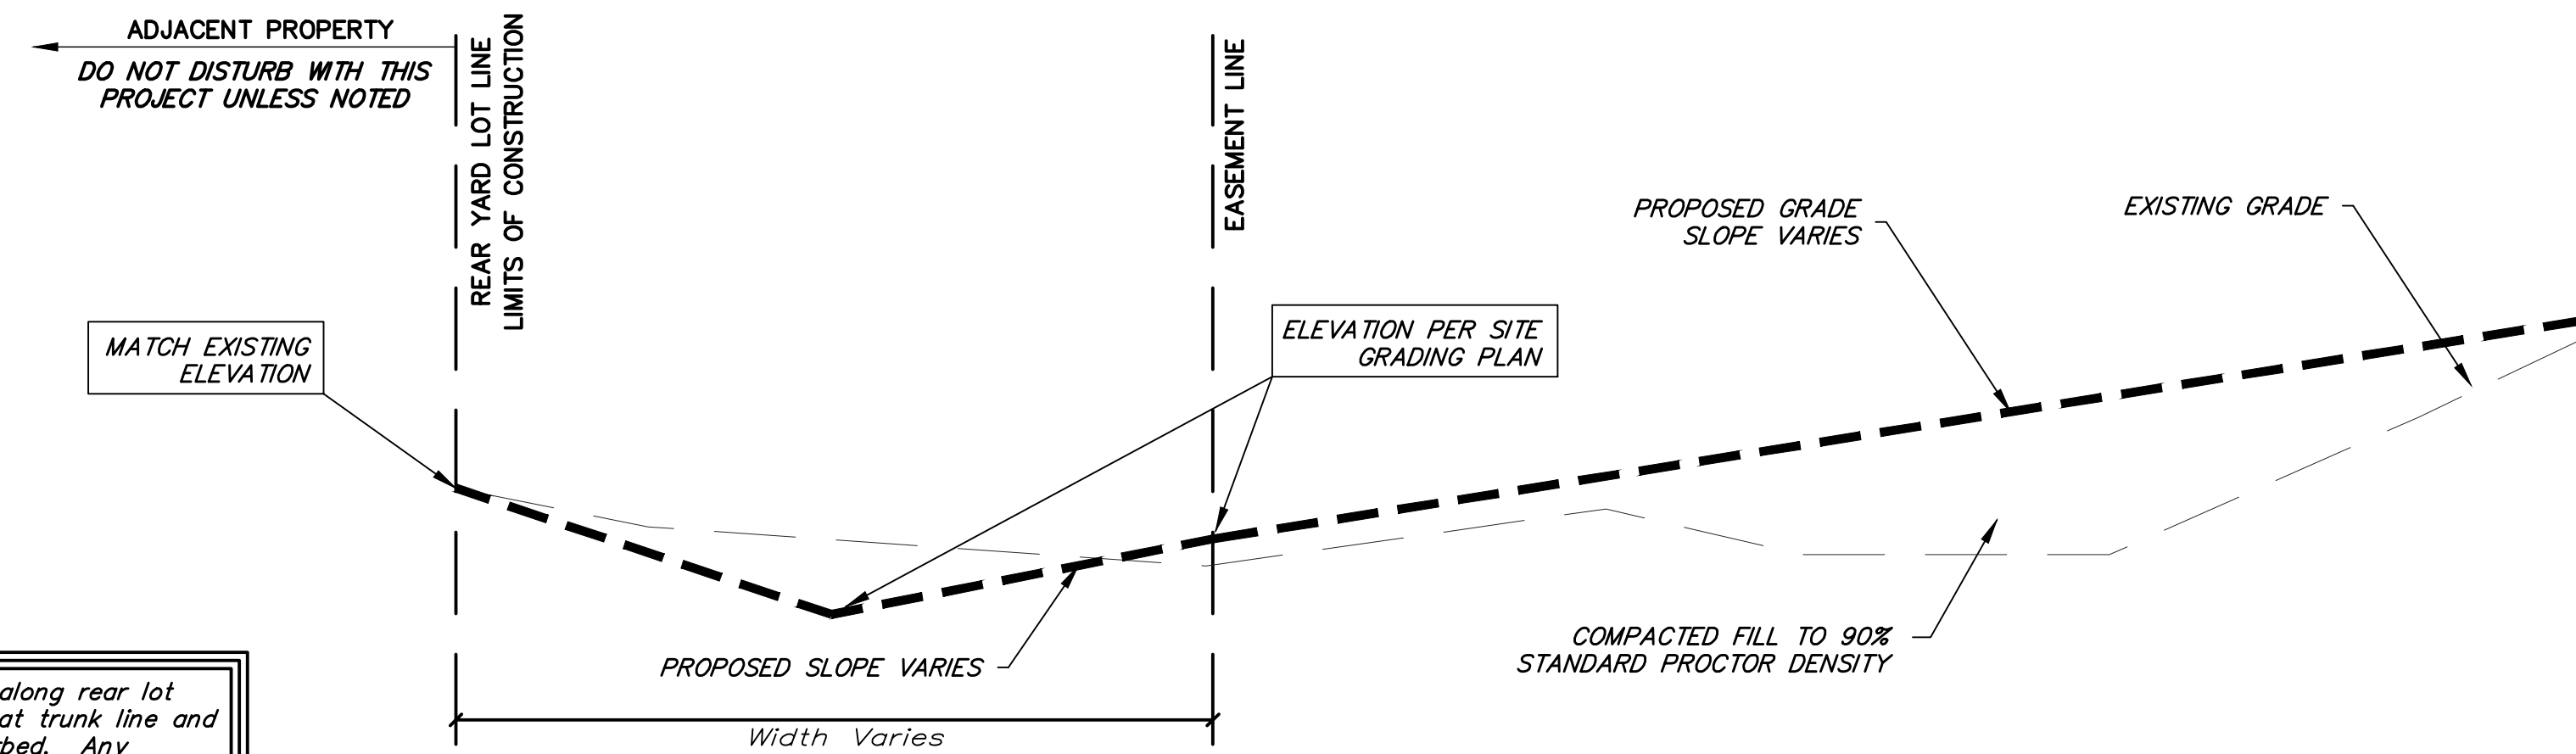 ADJACENT PROPERTY
DO NOT DISTURB WITH THIS
PROJECT UNLESS NOTED
REAR YARD LOT LINE
LIMITS OF CONSTRUCTION
EASEMENT LINE
PROPOSED GRADE
SLOPE VARIES
EXISTING GRADE
MATCH EXISTING
ELEVATION
ELEVATION PER SITE
GRADING PLAN
PROPOSED SLOPE VARIES
COMPACTED FILL TO 90%
STANDARD PROCTOR DENSITY
along rear lot
at trunk line and
Any
Width Varies